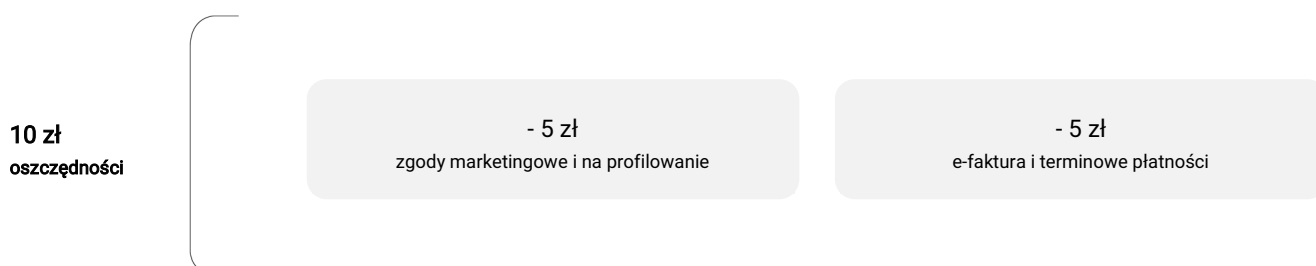 10 zł
oszczędności
- 5 zł
zgody marketingowe i na profilowanie
- 5 zł
e-faktura i terminowe płatności